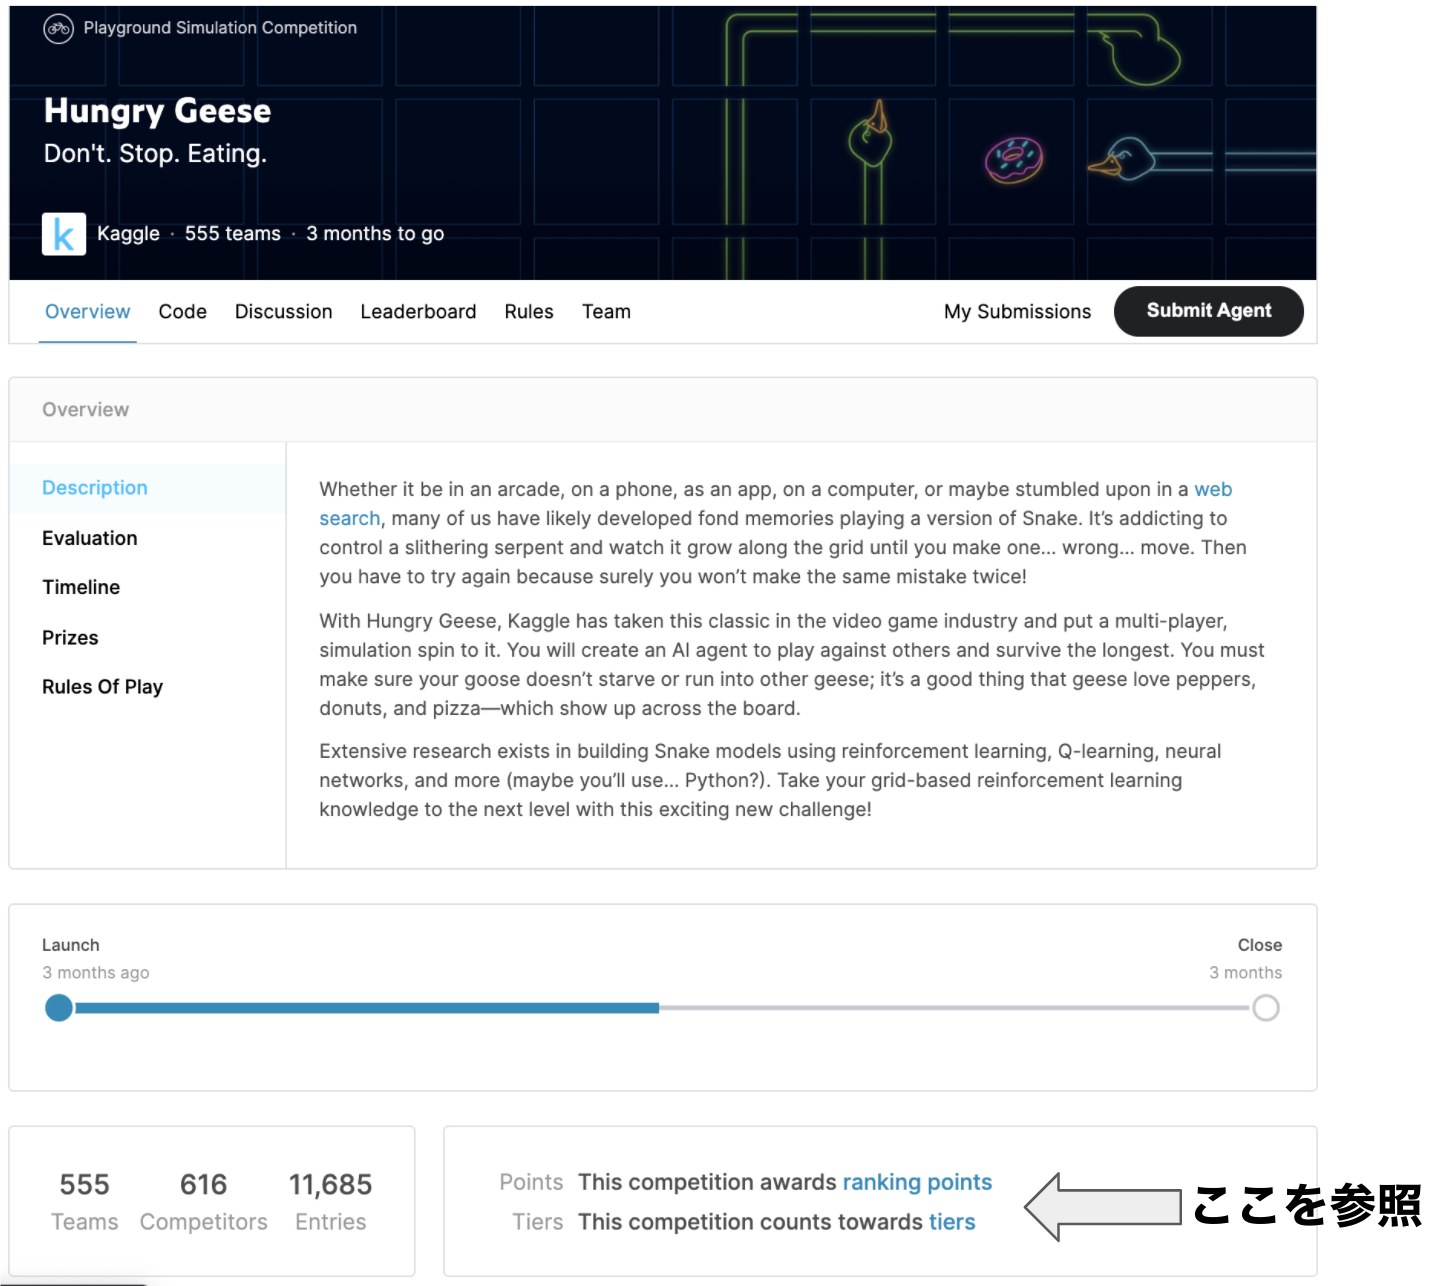 Playground Simulation Competition
Hungry Geese
Don't. Stop. Eating.
k
Kaggle · 555 teams · 3 months to go
Overview Code Discussion Leaderboard Rules Team My Submissions Submit Agent
Overview
Description
Evaluation
Timeline
Prizes
Rules Of Play
Whether it be in an arcade, on a phone, as an app, on a computer, or maybe stumbled upon in a web
search, many of us have likely developed fond memories playing a version of Snake. It’s addicting to
control a slithering serpent and watch it grow along the grid until you make one... wrong... move. Then
you have to try again because surely you won’t make the same mistake twice!
With Hungry Geese, Kaggle has taken this classic in the video game industry and put a multi-player,
simulation spin to it. You will create an AI agent to play against others and survive the longest. You must
make sure your goose doesn’t starve or run into other geese; it’s a good thing that geese love peppers,
donuts, and pizza—which show up across the board.
Extensive research exists in building Snake models using reinforcement learning, Q-learning, neural
networks, and more (maybe you’ll use... Python?). Take your grid-based reinforcement learning
knowledge to the next level with this exciting new challenge!
Launch Close
3 months ago 3 months
555 616 11,685
Teams Competitors Entries
Points This competition awards ranking points
Tiers This competition counts towards tiers
ここを参照